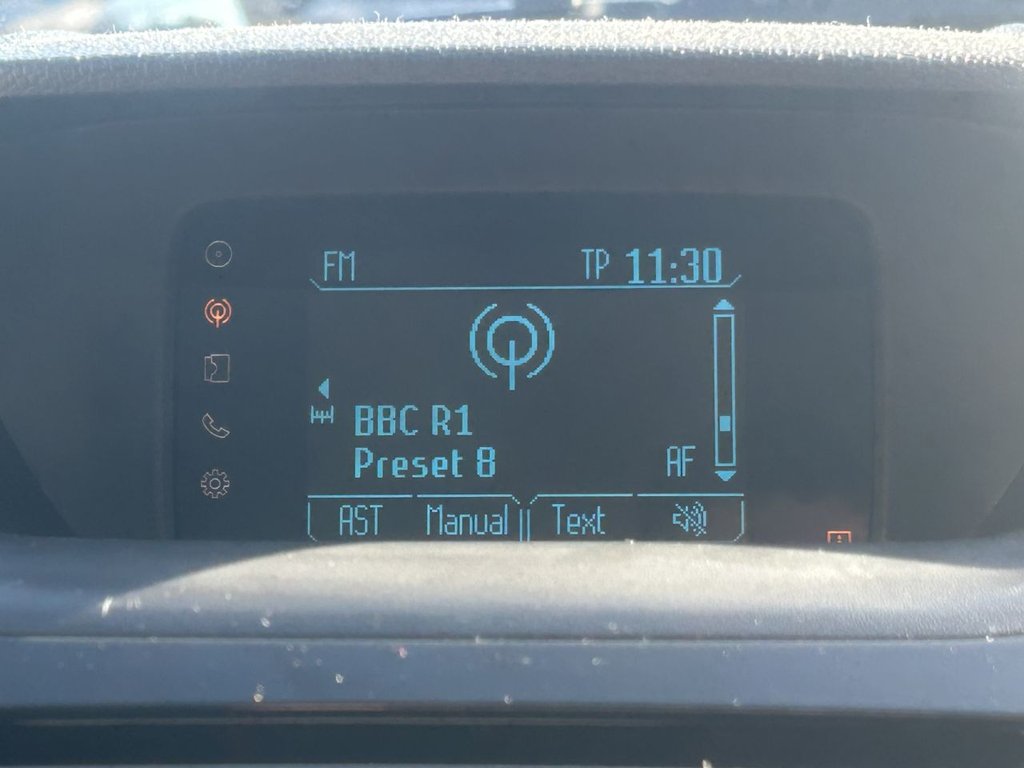 FM TP 11:30
BBC R1
Preset 8 AF
AST Manual Text